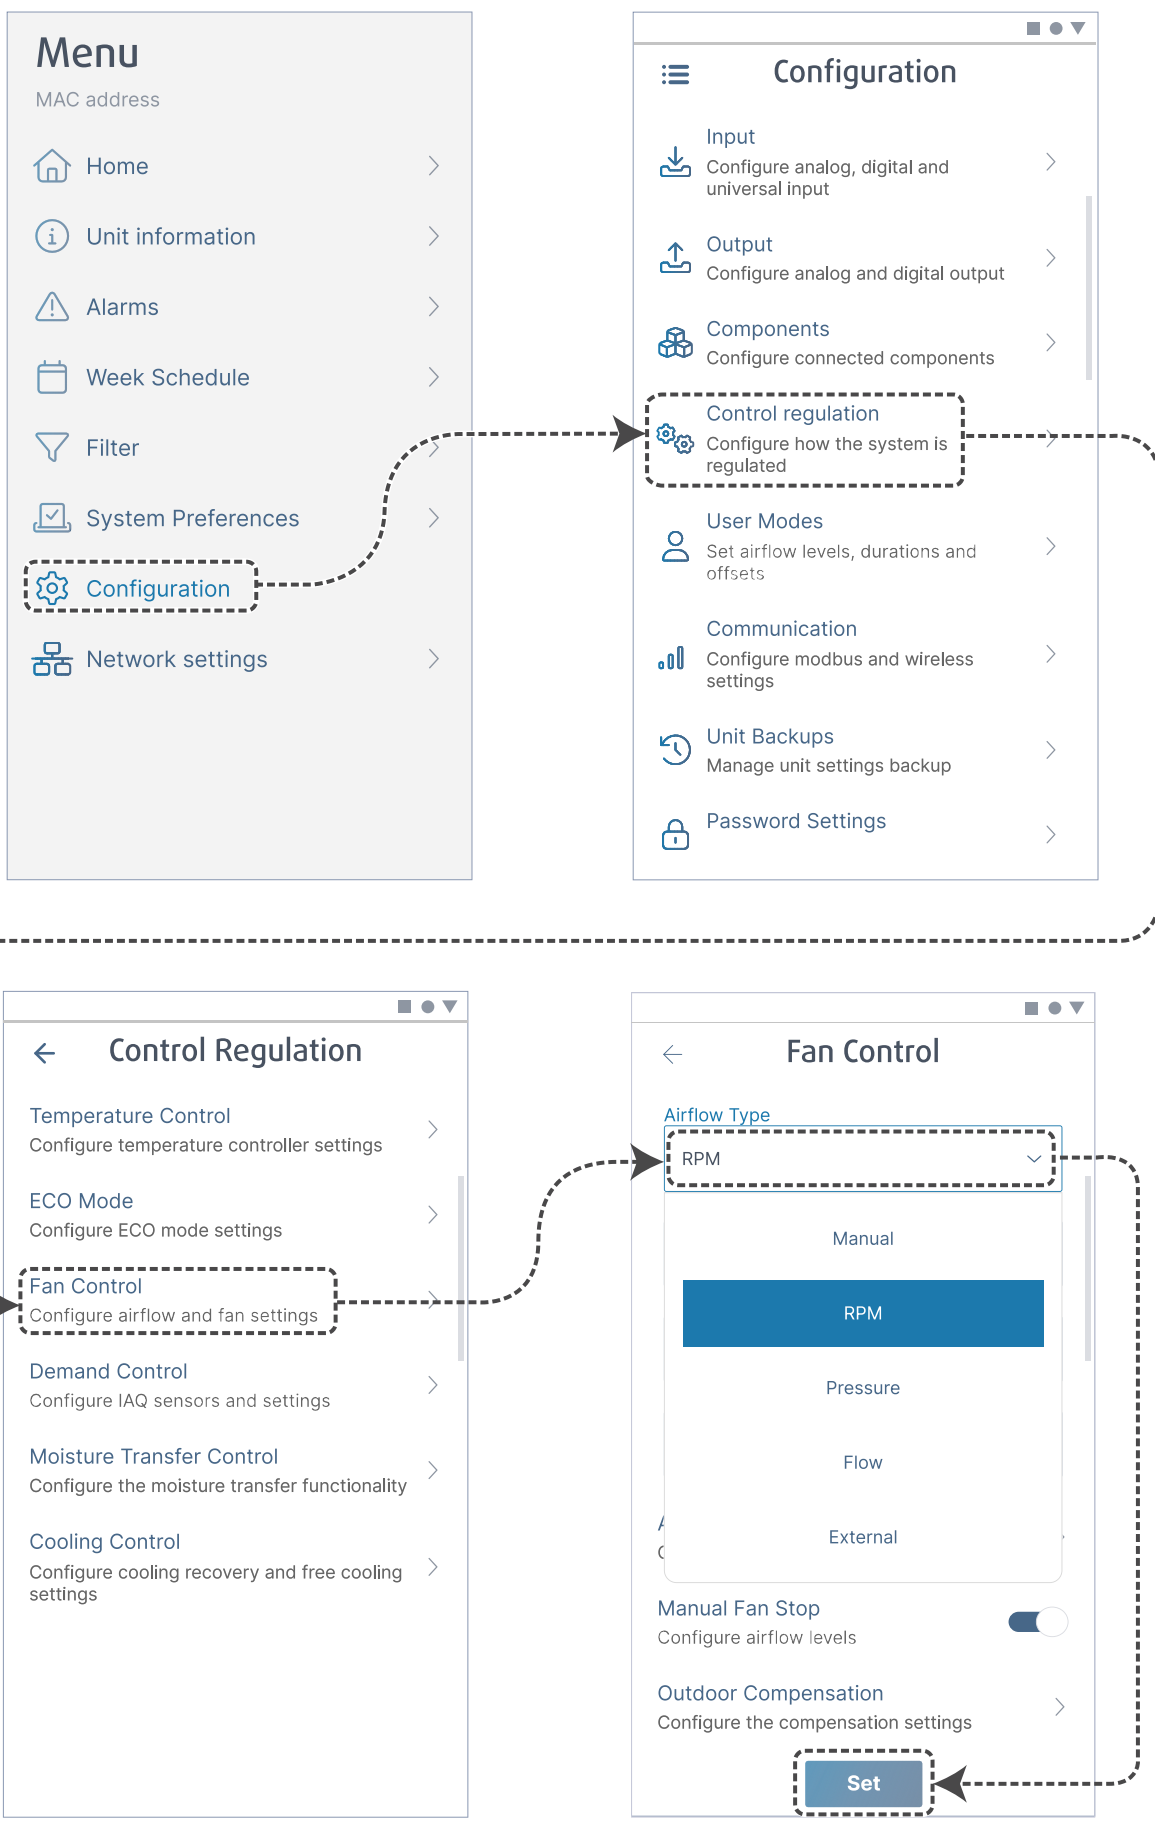 Menu
MAC address
Home
Unit information
Alarms
Week Schedule
Filter
System Preferences
Configuration
Network settings
Configuration
Input
Configure analog, digital and
universal input
Output
Configure analog and digital output
Components
Configure connected components
Control regulation
Configure how the system is
regulated
User Modes
Set airflow levels, durations and
offsets
Communication
Configure modbus and wireless
settings
Unit Backups
Manage unit settings backup
Password Settings
Control Regulation
Temperature Control
Configure temperature controller settings
ECO Mode
Configure ECO mode settings
Fan Control
Configure airflow and fan settings
Demand Control
Configure IAQ sensors and settings
Moisture Transfer Control
Configure the moisture transfer functionality
Cooling Control
Configure cooling recovery and free cooling
settings
Fan Control
Airflow Type
RPM
Manual
RPM
Pressure
Flow
External
Manual Fan Stop
Configure airflow levels
Outdoor Compensation
Configure the compensation settings
Set